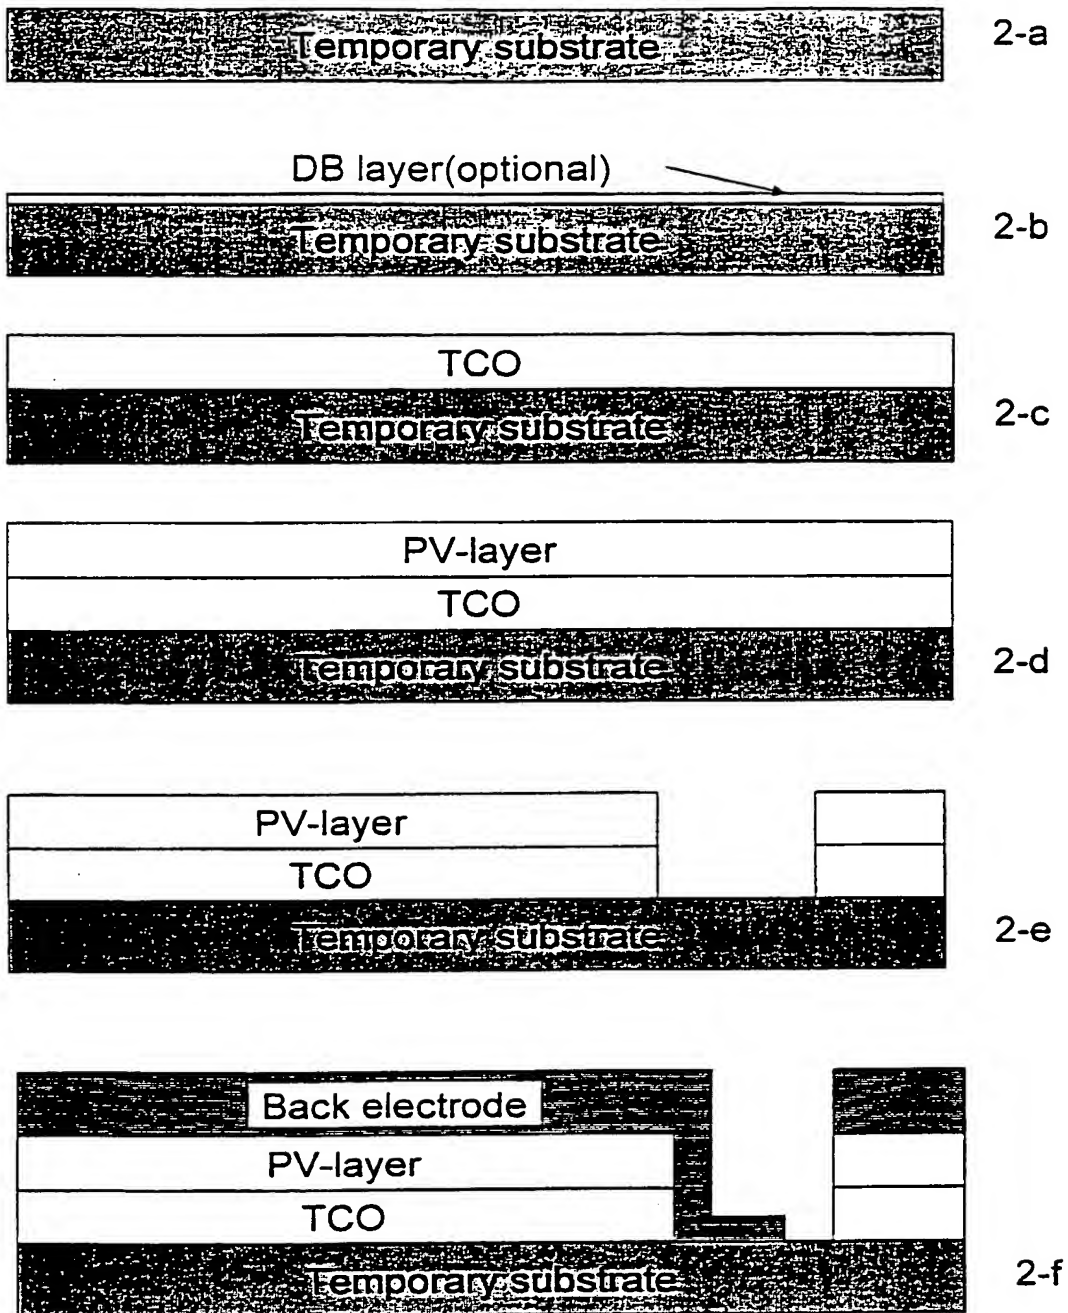 Temporary substrate
2-a
DB layer(optional)
Temporary substrate
2-b
TCO
Temporary substrate
2-c
PV-layer
TCO
Temporary substrate
2-d
PV-layer
TCO
Temporary substrate
2-e
Back electrode
PV-layer
TCO
Temporary substrate
2-f